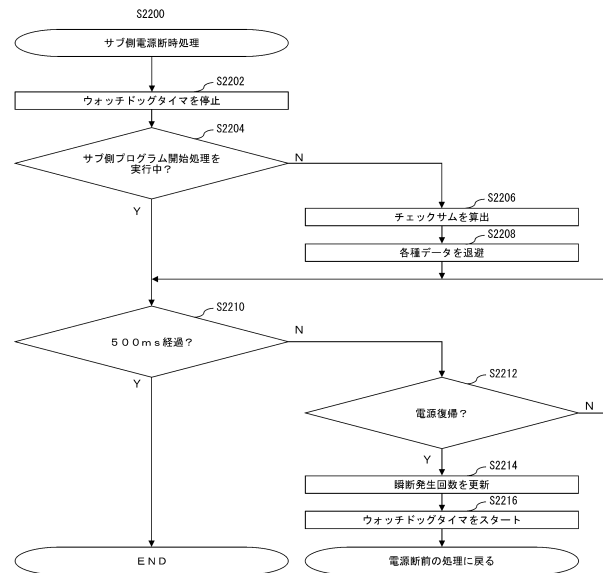 S2200
サブ側電源断時処理
S2202
ウォッチドッグタイマを停止
S2204
サブ側プログラム開始処理を
実行中？
N
Y
S2206
チェックサムを算出
S2208
各種データを退避
S2210
５００ｍｓ経過？
N
Y
S2212
電源復帰？
N
Y
S2214
瞬断発生回数を更新
S2216
ウォッチドッグタイマをスタート
ＥＮＤ
電源断前の処理に戻る